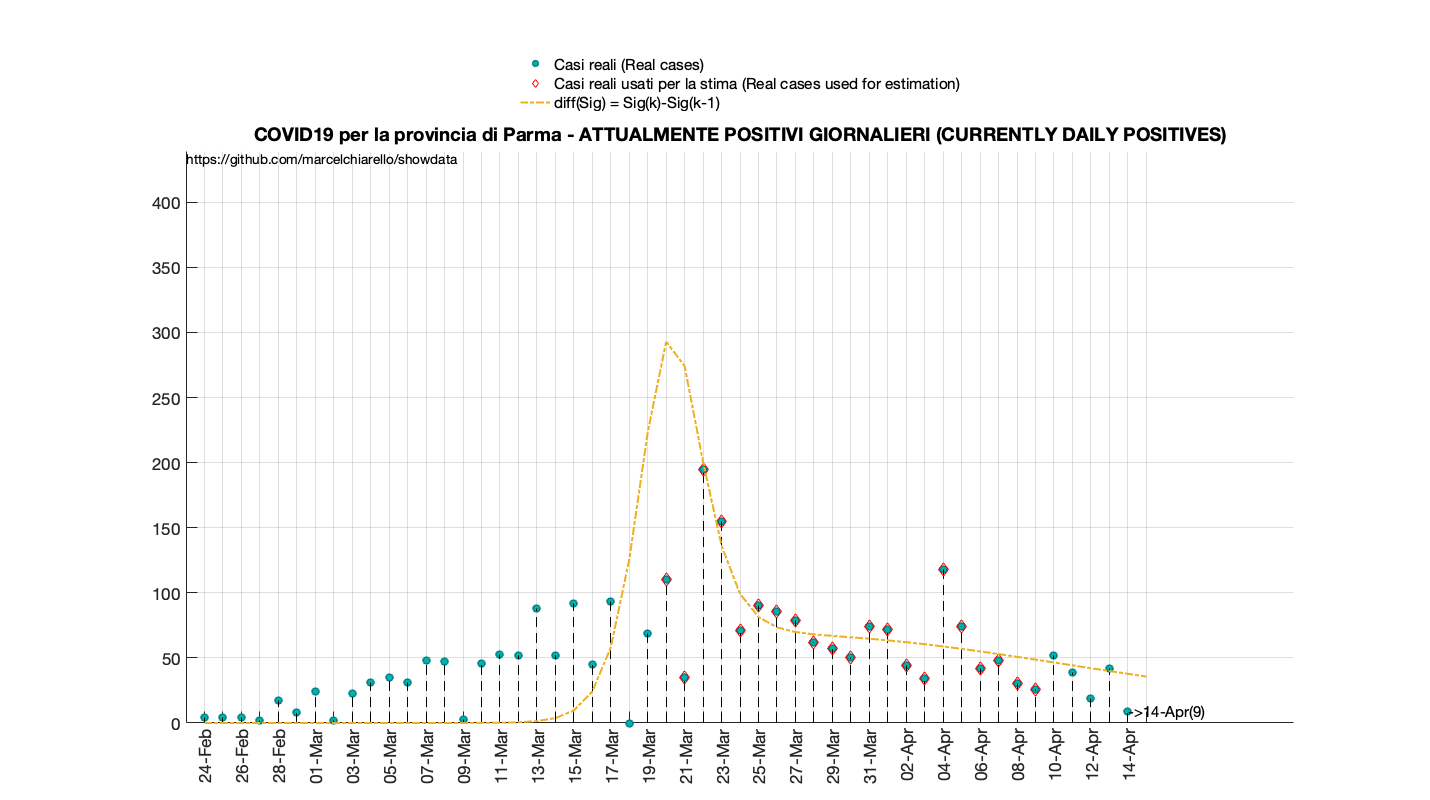 Casi reali (Real cases)
Casi reali usati per la stima (Real cases used for estimation)
diff(Sig) = Sig(k)-Sig(k-1)
COVID19 per la provincia di Parma - ATTUALMENTE POSITIVI GIORNALIERI (CURRENTLY DAILY POSITIVES)
https://github.com/marcelchiarello/showdata
400
350
300
250
200
150
100
50
0
->14-Apr(9)
24-Feb
26-Feb
28-Feb
01-Mar
03-Mar
05-Mar
07-Mar
09-Mar
11-Mar
13-Mar
15-Mar
17-Mar
19-Mar
21-Mar
23-Mar
25-Mar
27-Mar
29-Mar
31-Mar
02-Apr
04-Apr
06-Apr
08-Apr
10-Apr
12-Apr
14-Apr